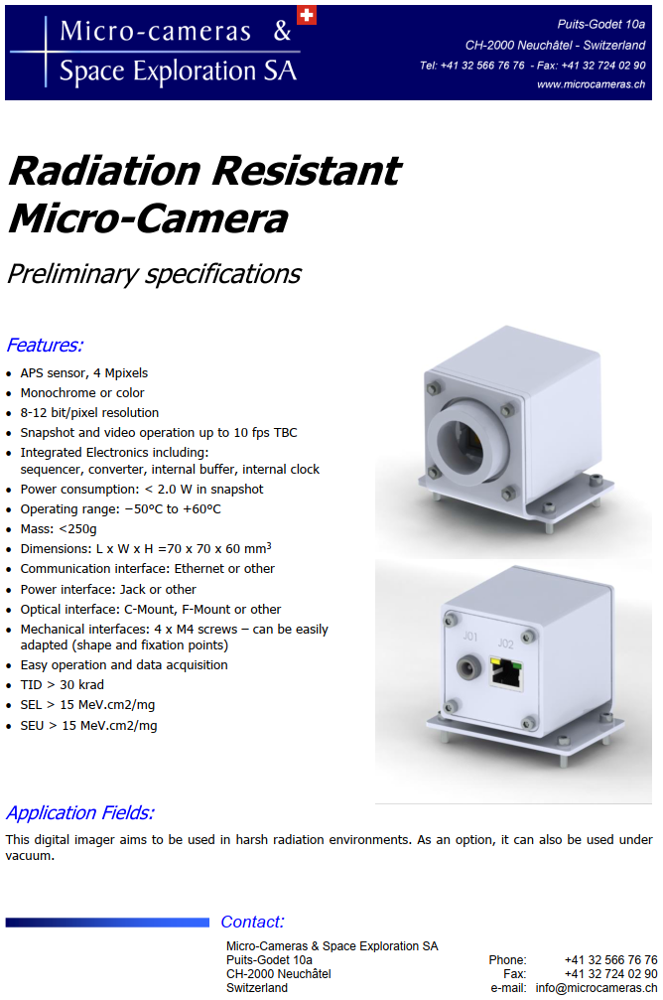 Micro-cameras &
Space Exploration SA
Puits-Godet 10a
CH-2000 Neuchâtel - Switzerland
Tel: +41 32 566 76 76 - Fax: +41 32 724 02 90
www.microcameras.ch
Radiation Resistant
Micro-Camera
Preliminary specifications
Features:
• APS sensor, 4 Mpixels
• Monochrome or color
• 8-12 bit/pixel resolution
• Snapshot and video operation up to 10 fps TBC
• Integrated Electronics including:
sequencer, converter, internal buffer, internal clock
• Power consumption: < 2.0 W in snapshot
• Operating range: −50°C to +60°C
• Mass: <250g
• Dimensions: L x W x H =70 x 70 x 60 mm³
• Communication interface: Ethernet or other
• Power interface: Jack or other
• Optical interface: C-Mount, F-Mount or other
• Mechanical interfaces: 4 x M4 screws – can be easily
adapted (shape and fixation points)
• Easy operation and data acquisition
• TID > 30 krad
• SEL > 15 MeV.cm2/mg
• SEU > 15 MeV.cm2/mg
J01 J02
Application Fields:
This digital imager aims to be used in harsh radiation environments. As an option, it can also be used under
vacuum.
Contact:
Micro-Cameras & Space Exploration SA
Puits-Godet 10a Phone: +41 32 566 76 76
CH-2000 Neuchâtel Fax: +41 32 724 02 90
Switzerland e-mail: info@microcameras.ch